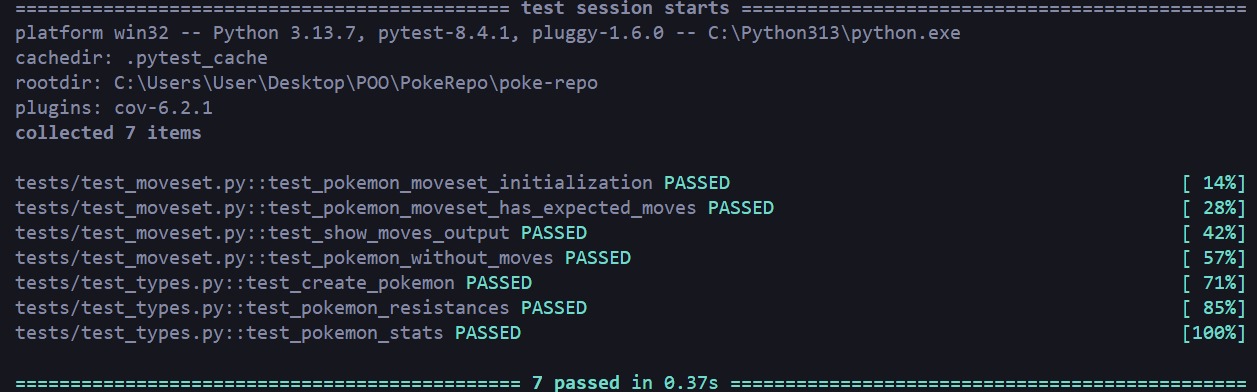 ============================================= test session starts ==============================================
platform win32 -- Python 3.13.7, pytest-8.4.1, pluggy-1.6.0 -- C:\Python313\python.exe
cachedir: .pytest_cache
rootdir: C:\Users\User\Desktop\POO\PokeRepo\poke-repo
plugins: cov-6.2.1
collected 7 items
tests/test_moveset.py::test_pokemon_moveset_initialization PASSED [ 14%]
tests/test_moveset.py::test_pokemon_moveset_has_expected_moves PASSED [ 28%]
tests/test_moveset.py::test_show_moves_output PASSED [ 42%]
tests/test_moveset.py::test_pokemon_without_moves PASSED [ 57%]
tests/test_types.py::test_create_pokemon PASSED [ 71%]
tests/test_types.py::test_pokemon_resistances PASSED [ 85%]
tests/test_types.py::test_pokemon_stats PASSED [100%]
============================================== 7 passed in 0.37s ===============================================